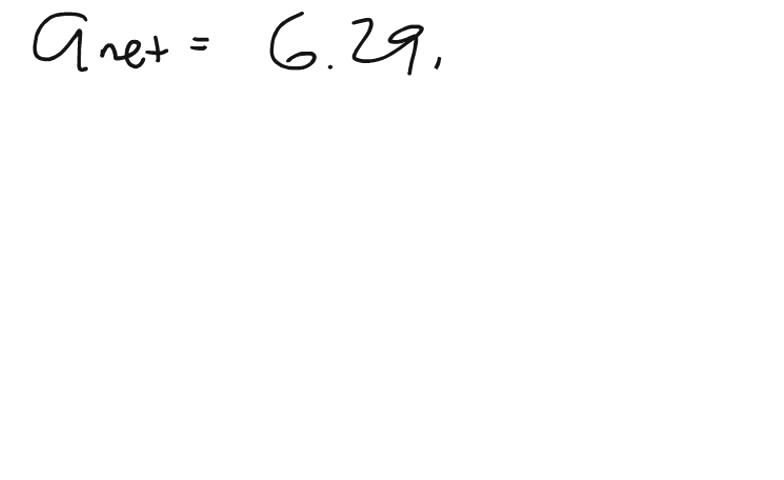 anet = 6.29,